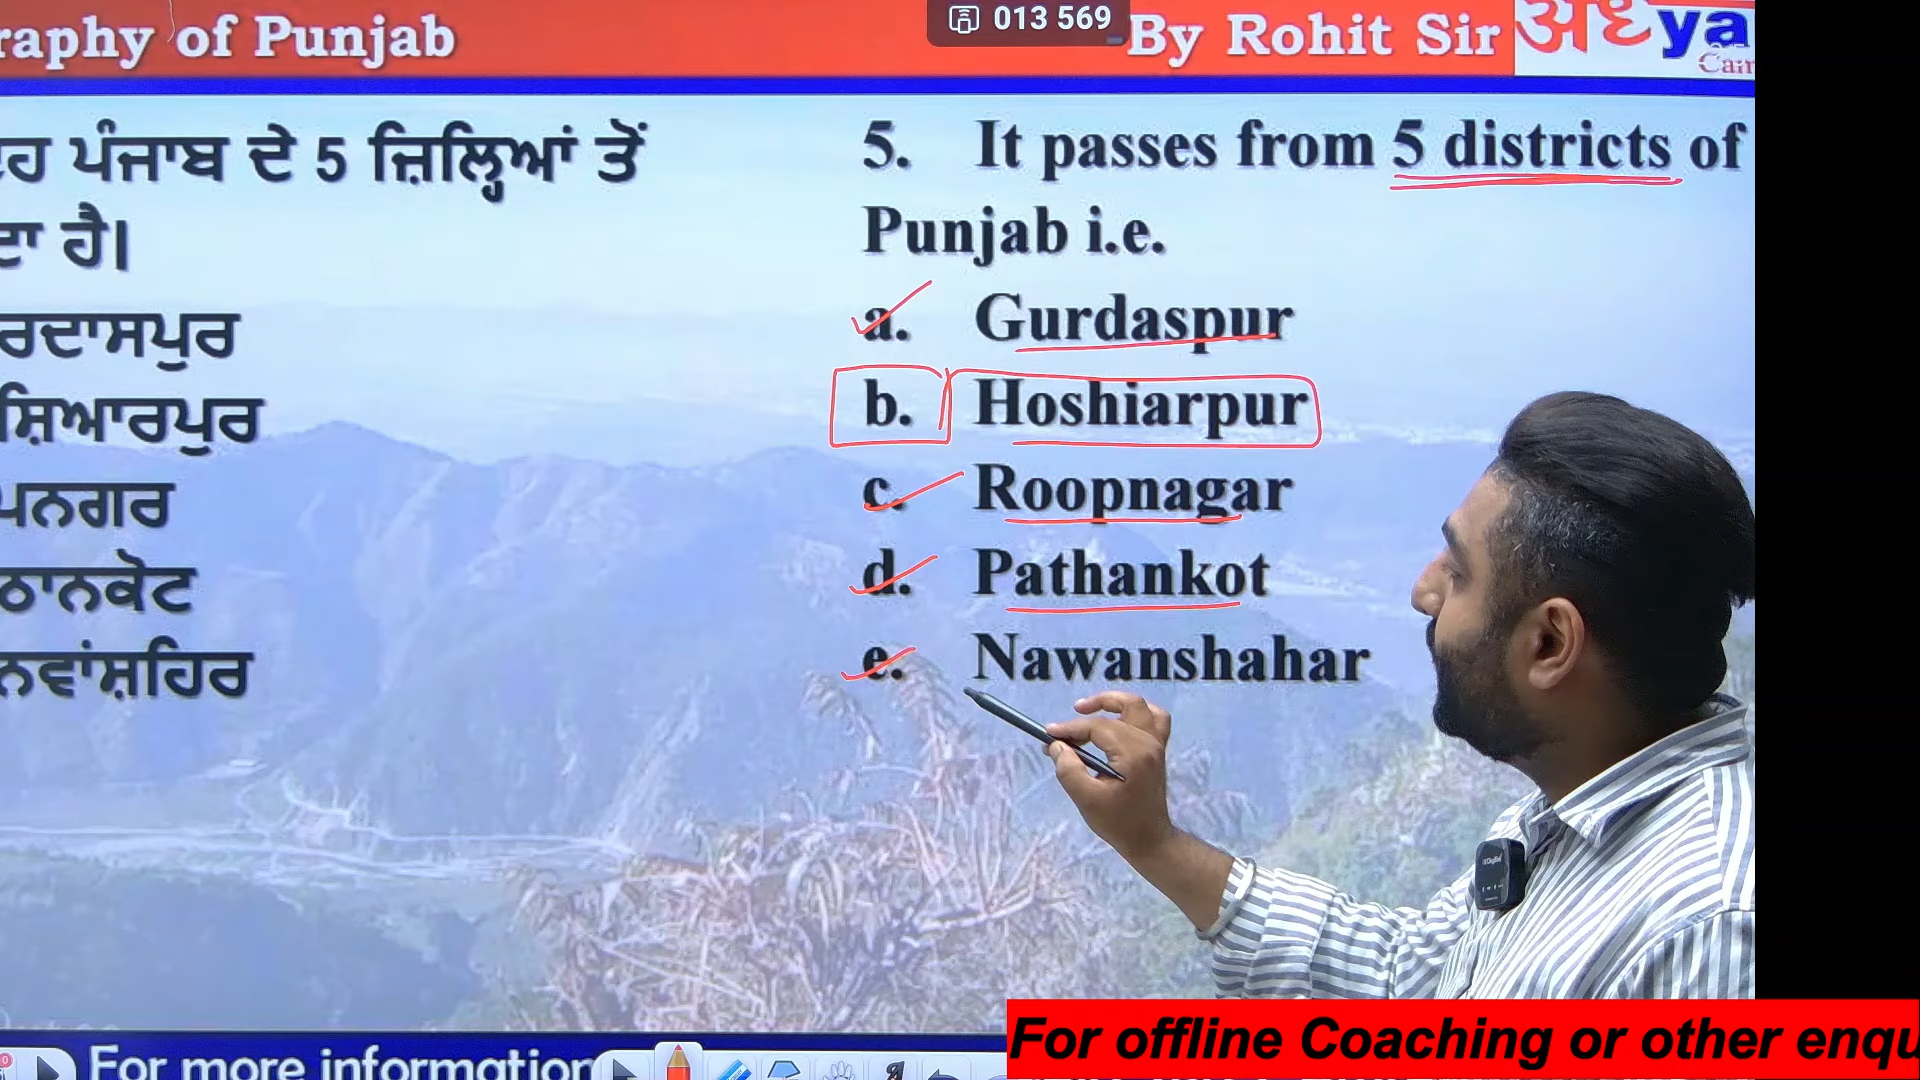 raphy of Punjab
013 569
By Rohit Sir
ya
ਪੰਜਾਬ ਦੇ 5 ਜ਼ਿਲ੍ਹਿਆਂ ਤੋਂ
ਹੈ।
ਰਦਾਸਪੁਰ
ਸ਼ਿਆਰਪੁਰ
ਪਨਗਰ
ਠਾਨਕੋਟ
ਨਵਾਂਸ਼ਹਿਰ
5. It passes from 5 districts of
Punjab i.e.
a. Gurdaspur
b. Hoshiarpur
c. Roopnagar
d. Pathankot
e. Nawanshahar
For more information
For offline Coaching or other enqu